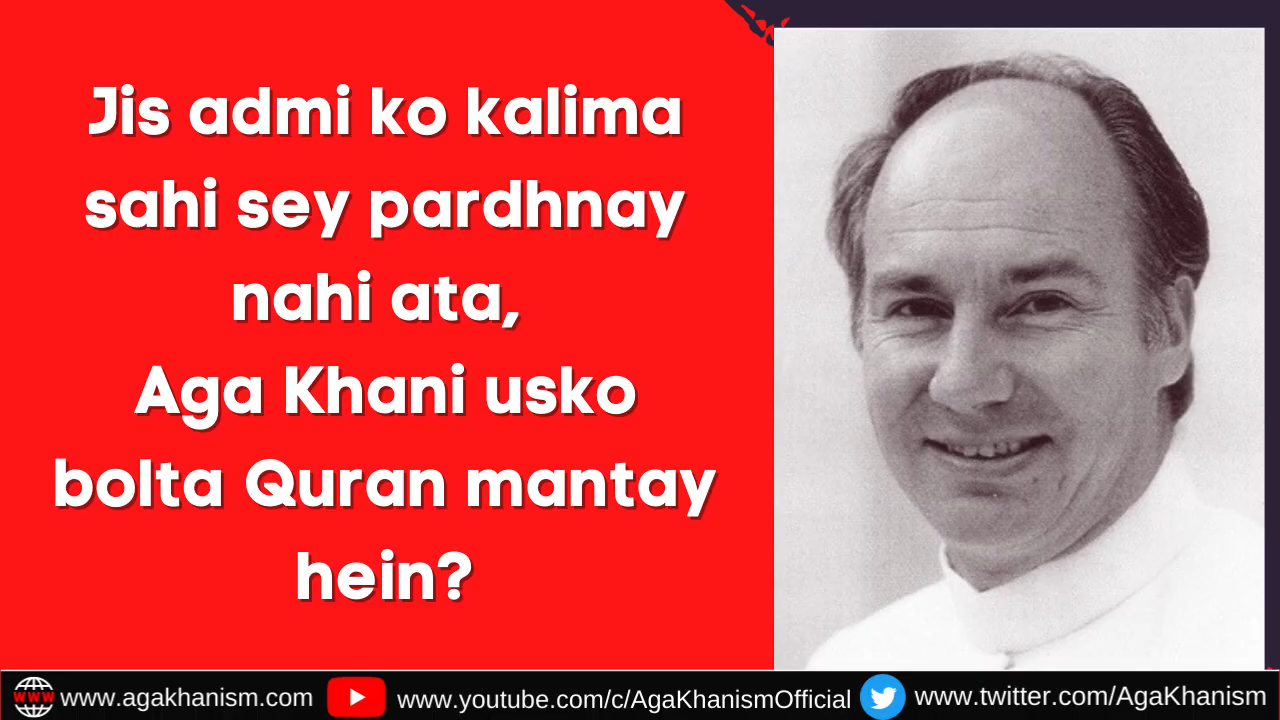 Jis admi ko kalima
sahi sey pardhnay
nahi ata,
Aga Khani usko
bolta Quran mantay
hein?
WWW www.agakhanism.com www.youtube.com/c/AgaKhanismOfficial www.twitter.com/AgaKhanism